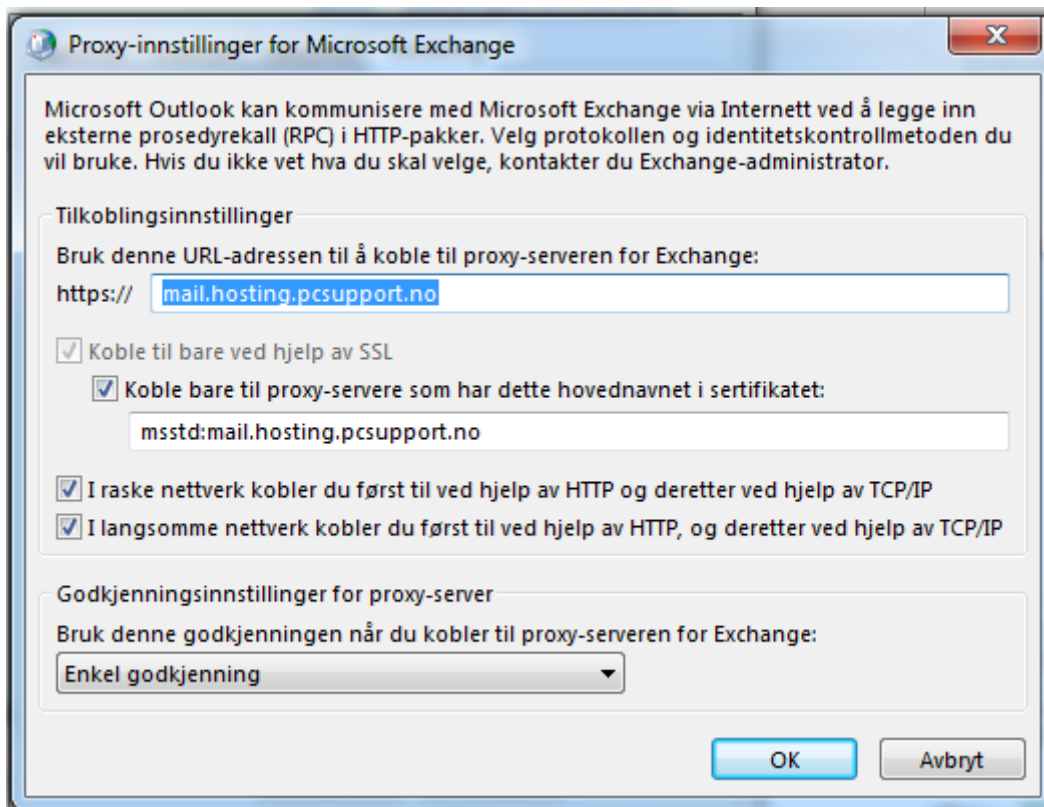 Proxy-innstillinger for Microsoft Exchange
Microsoft Outlook kan kommunisere med Microsoft Exchange via Internett ved å legge inn
eksterne prosedyrekall (RPC) i HTTP-pakker. Velg protokollen og identitetskontrollmetoden du
vil bruke. Hvis du ikke vet hva du skal velge, kontakter du Exchange-administrator.
Tilkoblingsinnstillinger
Bruk denne URL-adressen til å koble til proxy-serveren for Exchange:
https:// mail.hosting.pcsupport.no
Koble til bare ved hjelp av SSL
Koble bare til proxy-servere som har dette hovednavnet i sertifikatet:
msstd:mail.hosting.pcsupport.no
I raske nettverk kobler du først til ved hjelp av HTTP og deretter ved hjelp av TCP/IP
I langsomme nettverk kobler du først til ved hjelp av HTTP, og deretter ved hjelp av TCP/IP
Godkjenningsinnstillinger for proxy-server
Bruk denne godkjenningen når du kobler til proxy-serveren for Exchange:
Enkel godkjenning
OK Avbryt